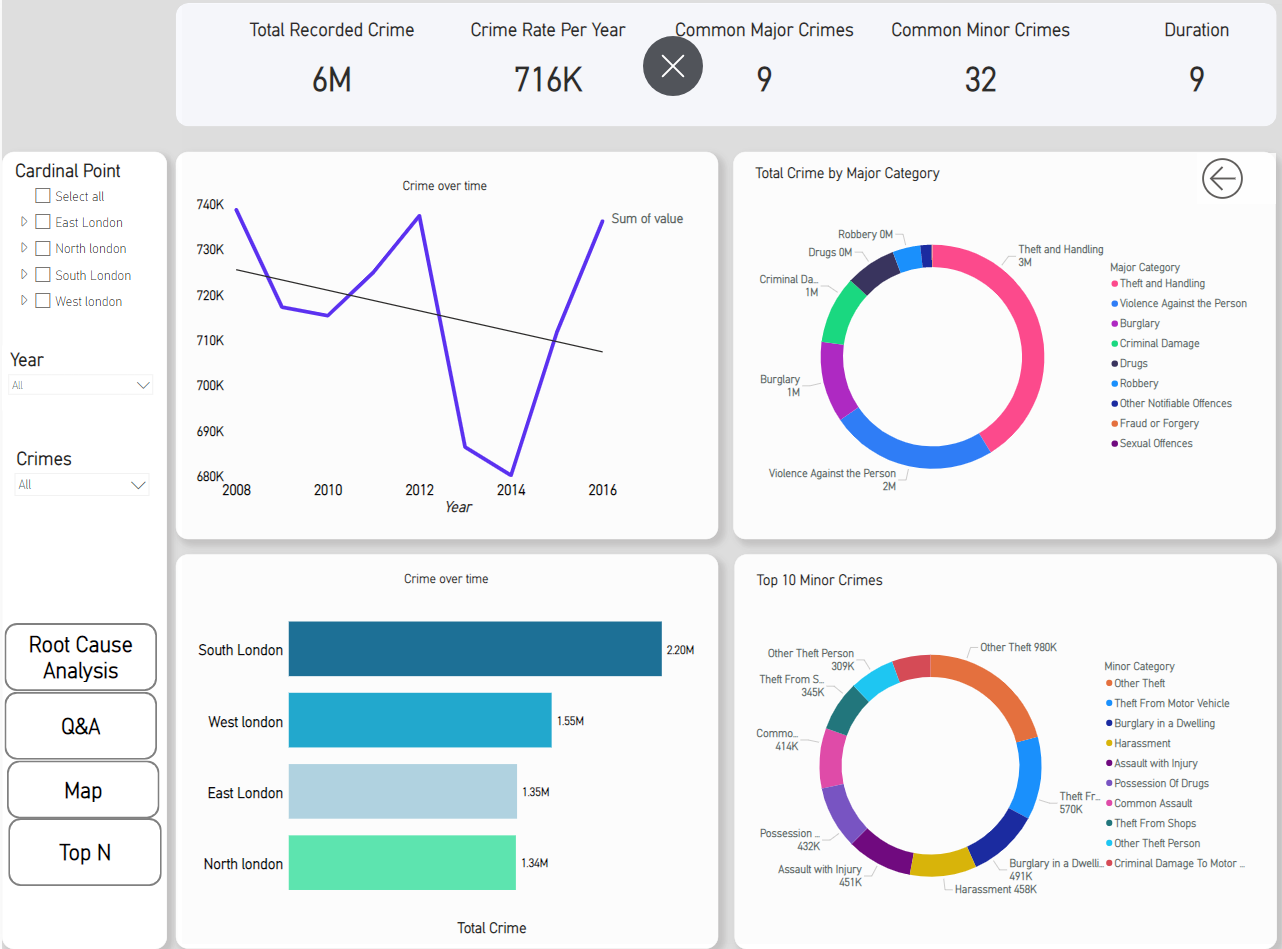 Total Recorded Crime
6M
Crime Rate Per Year
716K
Common Major Crimes
9
Common Minor Crimes
32
Duration
9
Cardinal Point
Select all
East London
North london
South London
West london
Year
All
Crimes
All
Root Cause
Analysis
Q&A
Map
Top N
Crime over time
740K
730K
720K
710K
700K
690K
680K
2008
2010
2012
2014
2016
Year
Sum of value
Total Crime by Major Category
Robbery 0M
Drugs 0M
Criminal Da...
1M
Burglary
1M
Violence Against the Person
2M
Theft and Handling
3M
Major Category
Theft and Handling
Violence Against the Person
Burglary
Criminal Damage
Drugs
Robbery
Other Notifiable Offences
Fraud or Forgery
Sexual Offences
Crime over time
South London
2.20M
West london
1.55M
East London
1.35M
North london
1.34M
Total Crime
Top 10 Minor Crimes
Other Theft 980K
Other Theft Person
309K
Theft From S...
345K
Commo...
414K
Possession ...
432K
Assault with Injury
451K
Harassment 458K
Burglary in a Dwelli...
491K
Theft Fr...
570K
Minor Category
Other Theft
Theft From Motor Vehicle
Burglary in a Dwelling
Harassment
Assault with Injury
Possession Of Drugs
Common Assault
Theft From Shops
Other Theft Person
Criminal Damage To Motor ...